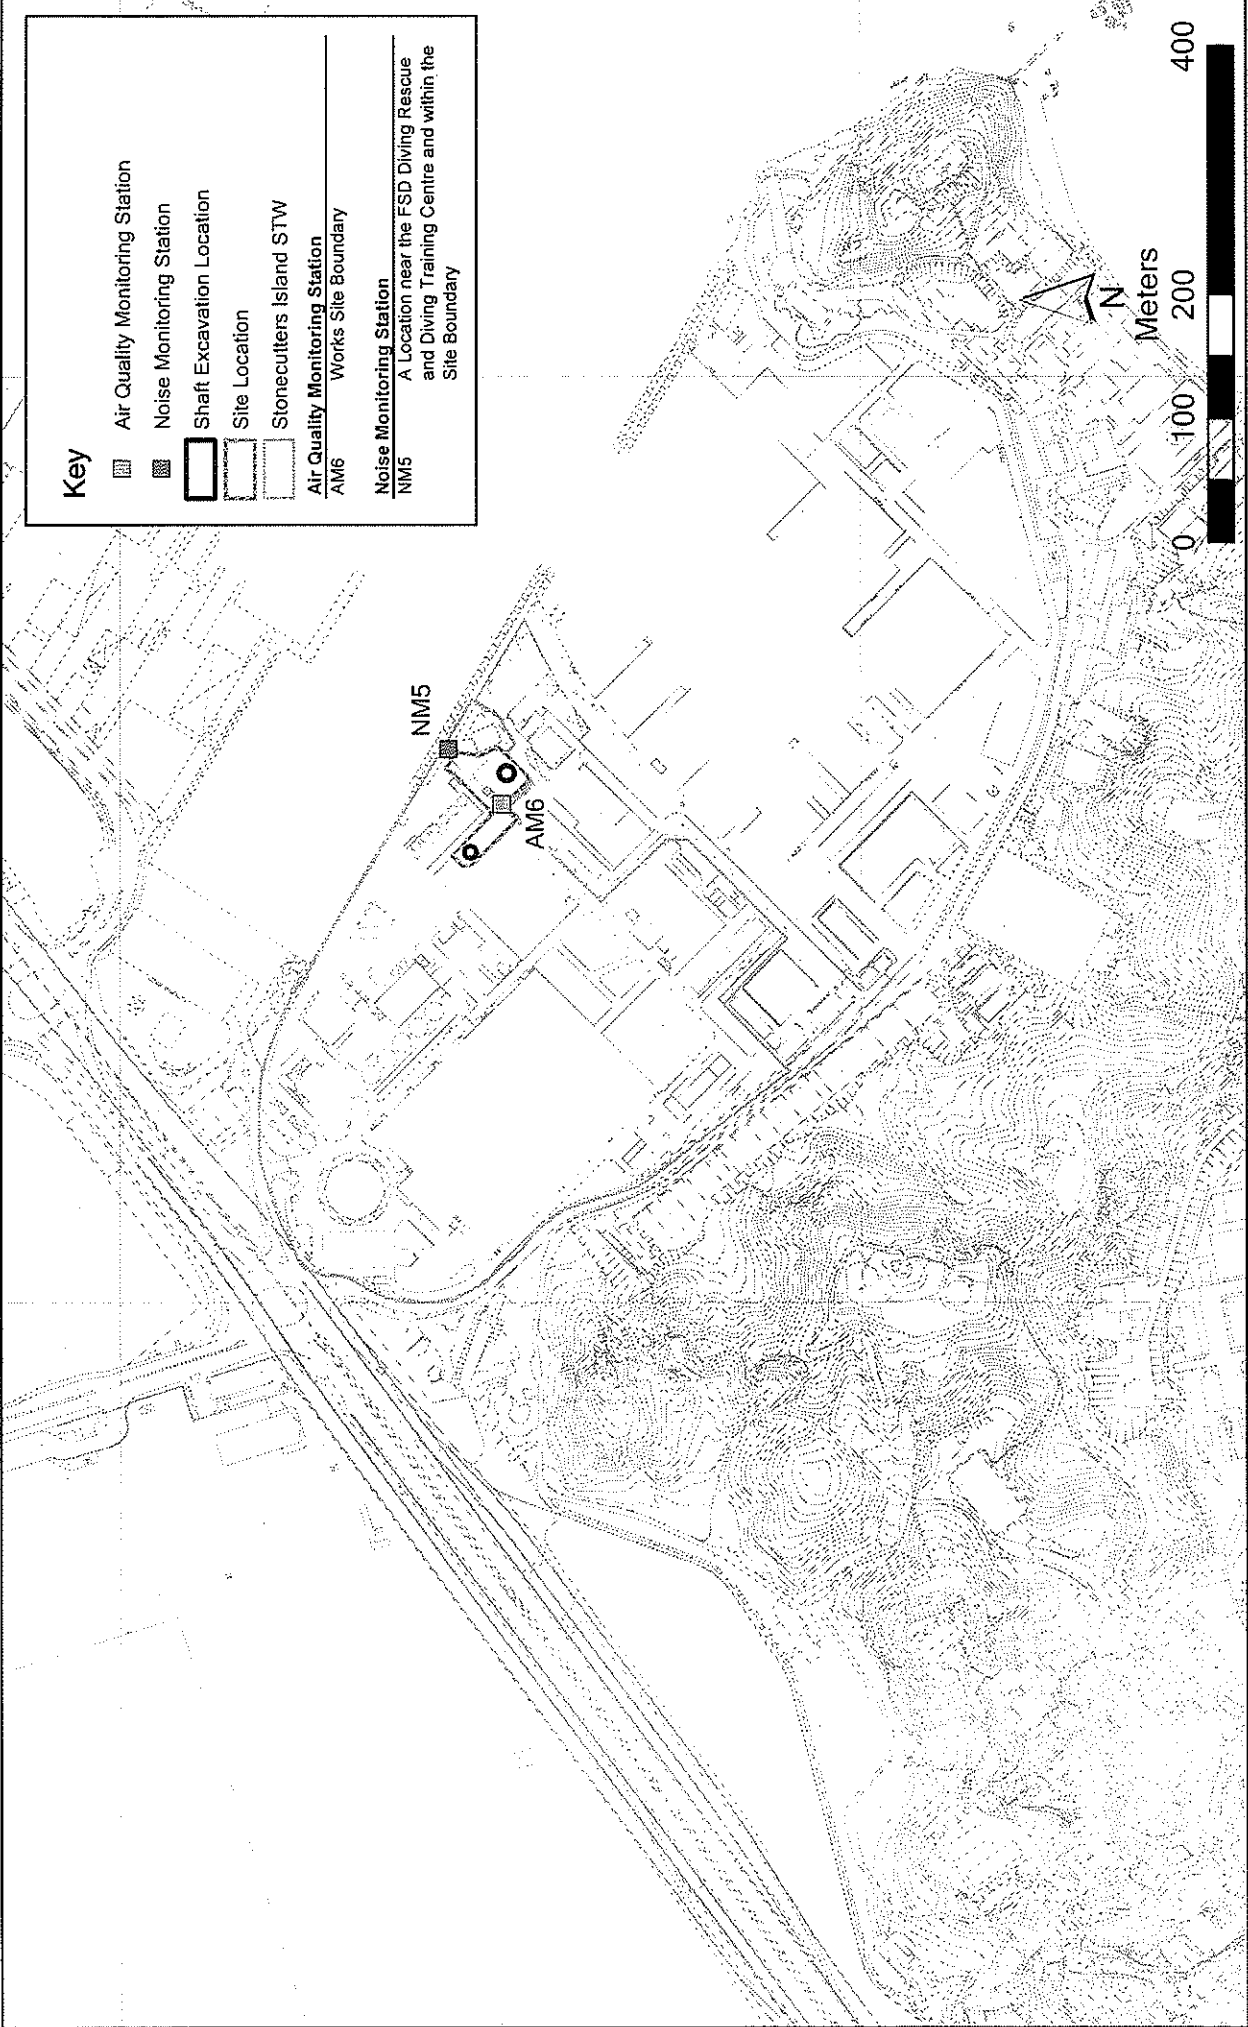 Key
Air Quality Monitoring Station
Noise Monitoring Station
Shaft Excavation Location
Site Location
Stonecutters Island STW
Air Quality Monitoring Station
AM6 Works Site Boundary
Noise Monitoring Station
NM5 A Location near the FSD Diving Rescue
and Diving Training Centre and within the
Site Boundary
NM5
AM6
N
Meters
0 100 200 400